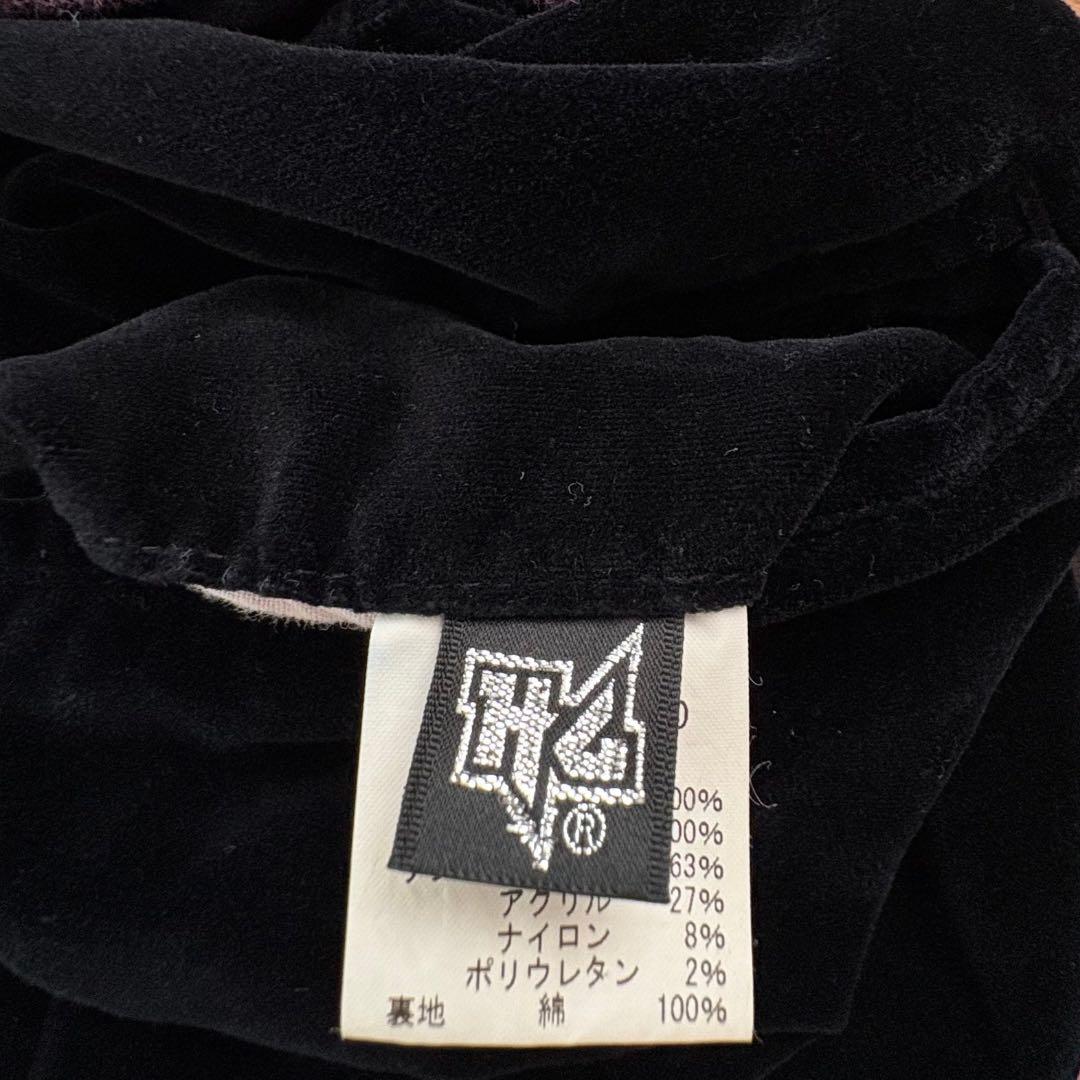 HL
®
00%
00%
63%
アクリル 27%
ナイロン 8%
ポリウレタン 2%
裏地 綿 100%